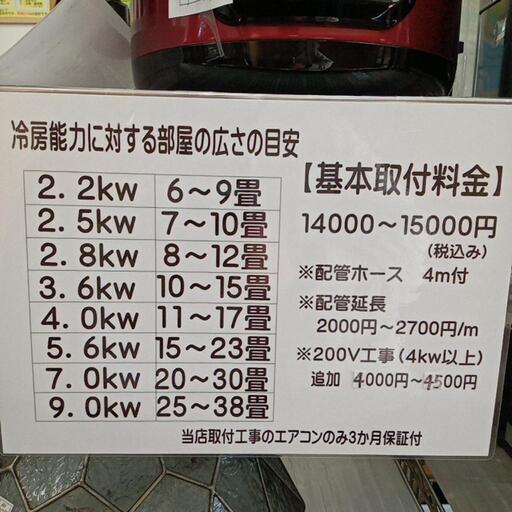 冷房能力に対する部屋の広さの目安
2.2kw 6〜9畳
2.5kw 7〜10畳
2.8kw 8〜12畳
3.6kw 10〜15畳
4.0kw 11〜17畳
5.6kw 15〜23畳
7.0kw 20〜30畳
9.0kw 25〜38畳
【基本取付料金】
14000〜15000円
(税込み)
※配管ホース 4m付
※配管延長
2000円〜2700円/m
※200V工事(4kw以上)
追加 4000円〜4500円
当店取付工事のエアコンのみ3か月保証付